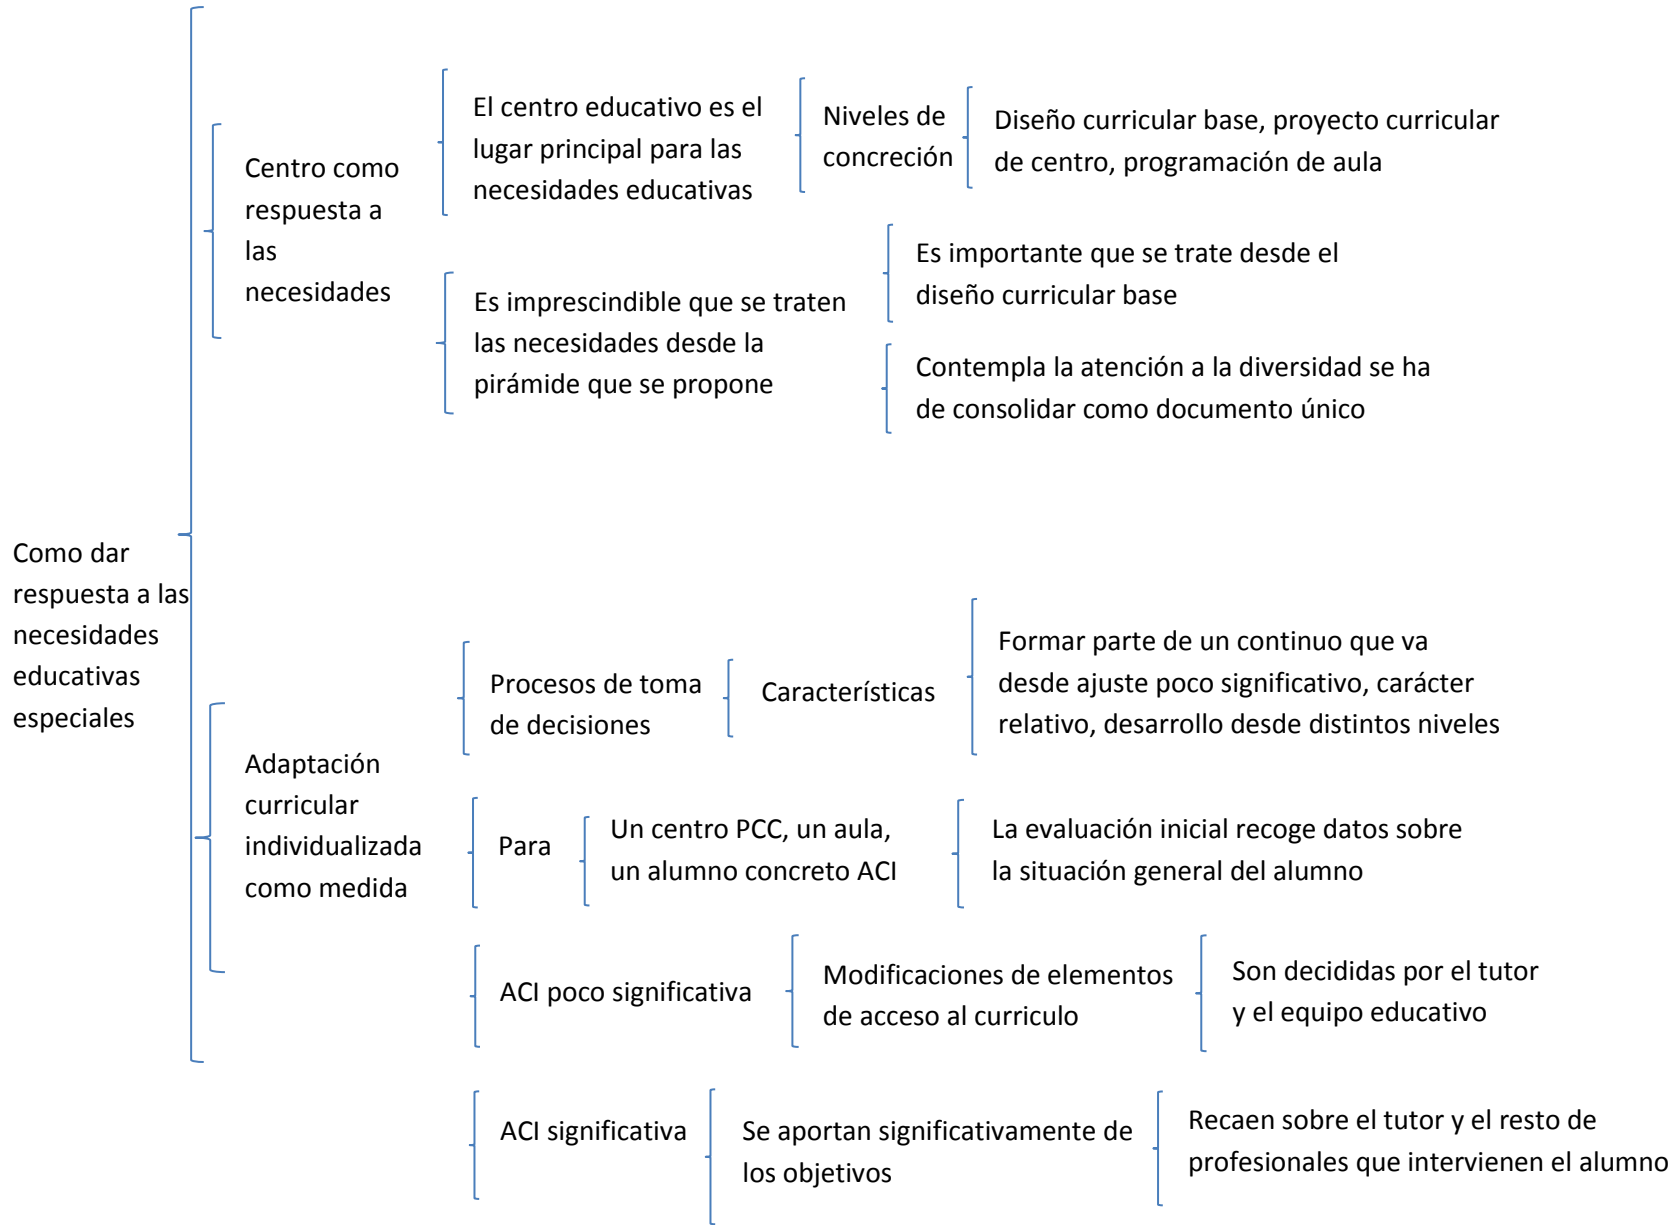 Como dar
respuesta a las
necesidades
educativas
especiales
Centro como
respuesta a
las
necesidades
El centro educativo es el
lugar principal para las
necesidades educativas
Niveles de
concreción
Diseño curricular base, proyecto curricular
de centro, programación de aula
Es imprescindible que se traten
las necesidades desde la
pirámide que se propone
Es importante que se trate desde el
diseño curricular base
Contempla la atención a la diversidad se ha
de consolidar como documento único
Adaptación
curricular
individualizada
como medida
Procesos de toma
de decisiones
Características
Formar parte de un continuo que va
desde ajuste poco significativo, carácter
relativo, desarrollo desde distintos niveles
Para
Un centro PCC, un aula,
un alumno concreto ACI
La evaluación inicial recoge datos sobre
la situación general del alumno
ACI poco significativa
Modificaciones de elementos
de acceso al curriculo
Son decididas por el tutor
y el equipo educativo
ACI significativa
Se aportan significativamente de
los objetivos
Recaen sobre el tutor y el resto de
profesionales que intervienen el alumno